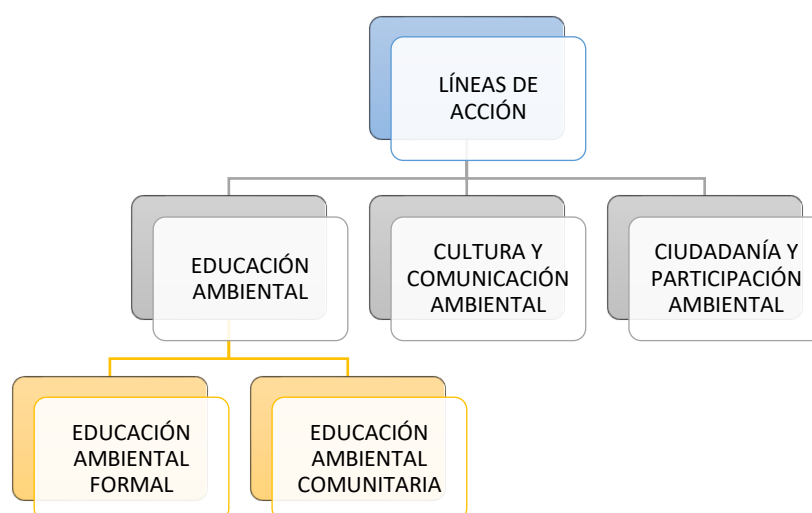 LÍNEAS DE
ACCIÓN
EDUCACIÓN
AMBIENTAL
CULTURA Y
COMUNICACIÓN
AMBIENTAL
CIUDADANÍA Y
PARTICIPACIÓN
AMBIENTAL
EDUCACIÓN
AMBIENTAL
FORMAL
EDUCACIÓN
AMBIENTAL
COMUNITARIA